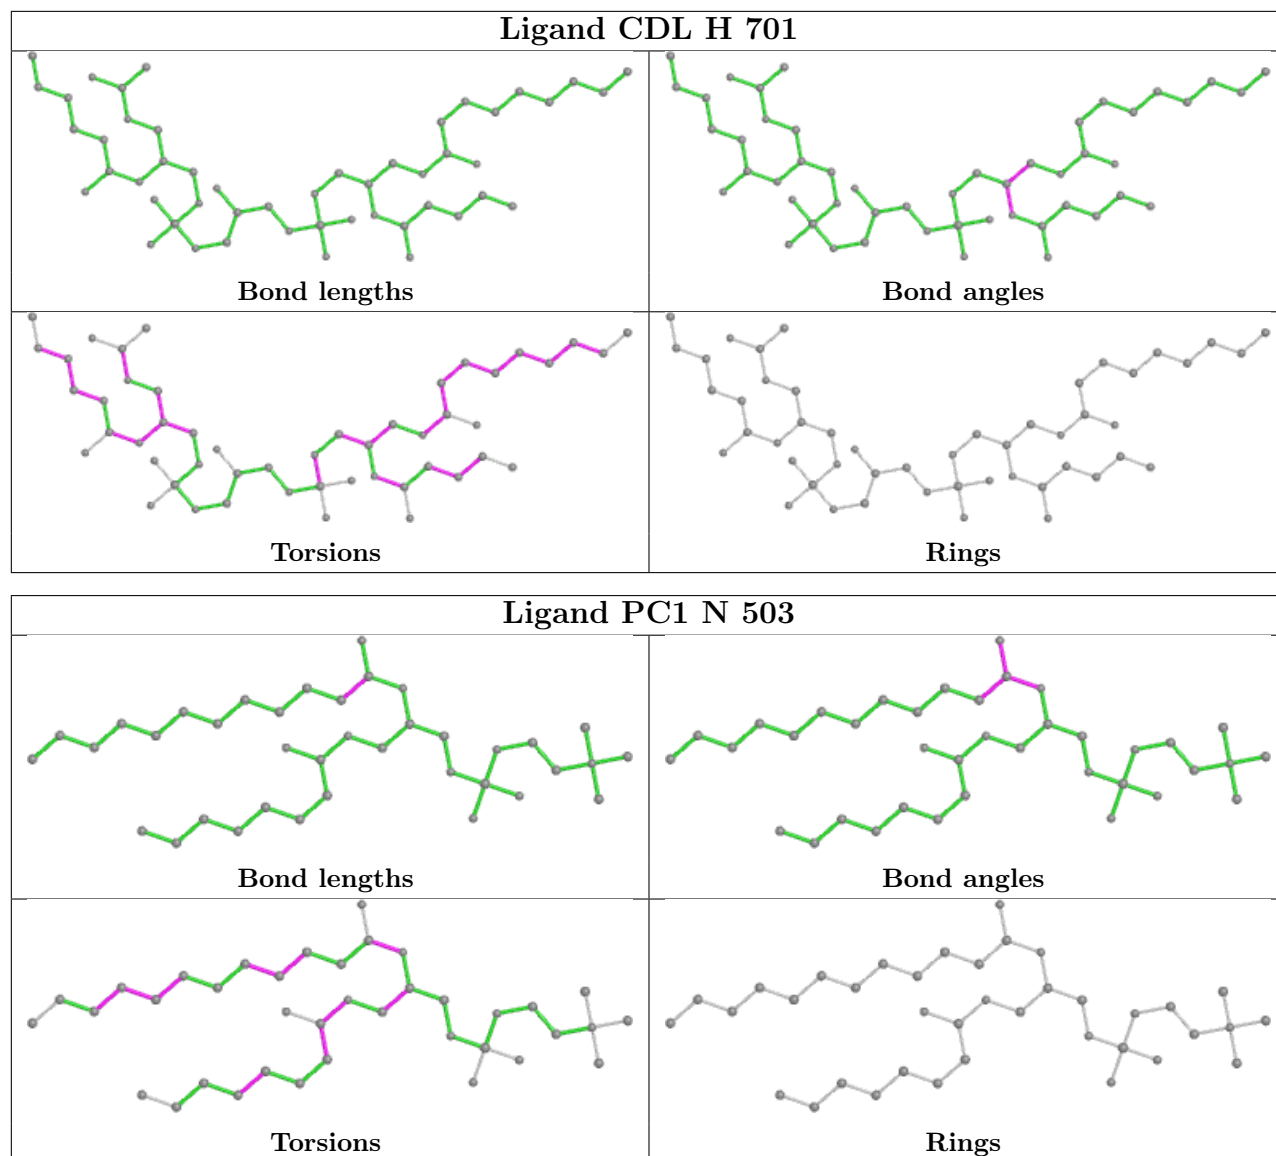 Ligand CDL H 701
Bond lengths
Bond angles
Torsions
Rings
Ligand PC1 N 503
Bond lengths
Bond angles
Torsions
Rings